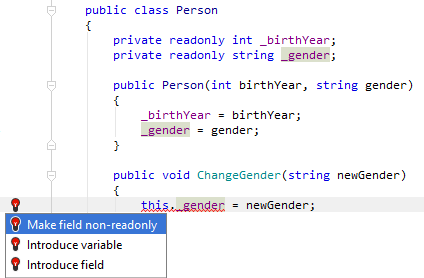 public class Person
{
private readonly int _birthYear;
private readonly string _gender;
public Person(int birthYear, string gender)
{
_birthYear = birthYear;
_gender = gender;
}
public void ChangeGender(string newGender)
{
this._gender = newGender;
Make field non-readonly
Introduce variable
Introduce field